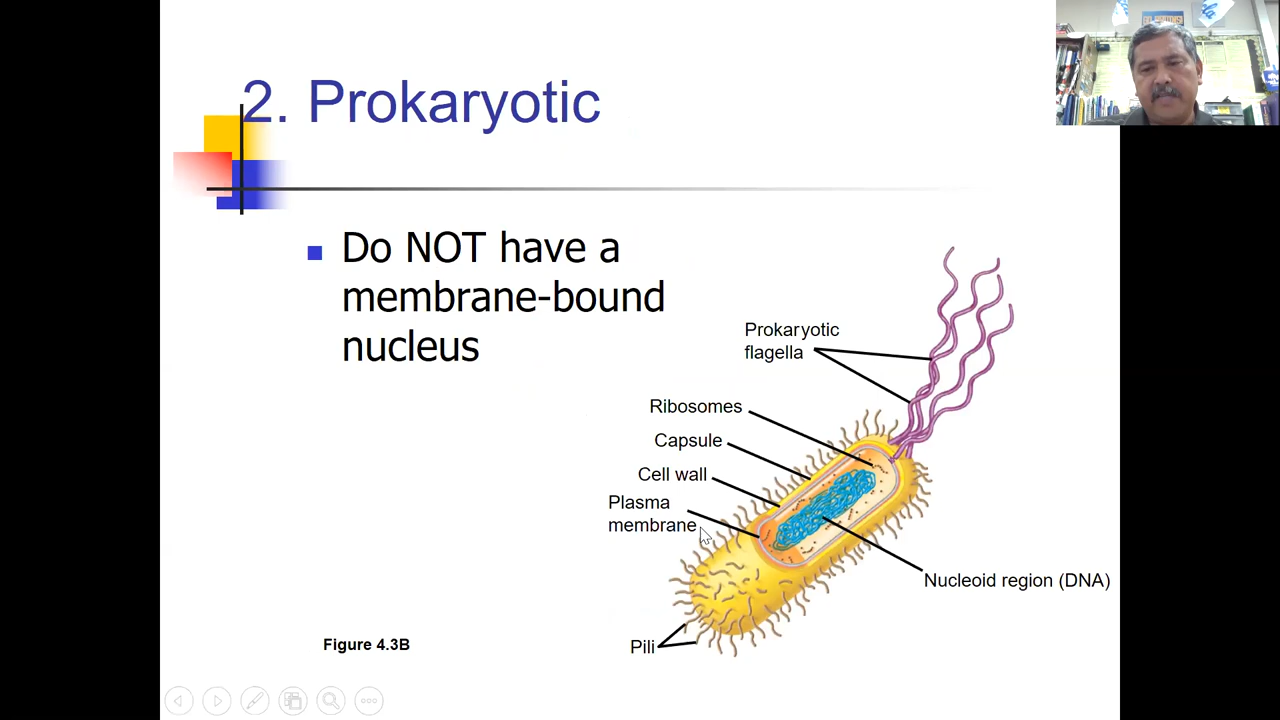 2. Prokaryotic
Do NOT have a
membrane-bound
nucleus
Prokaryotic
flagella
Ribosomes
Capsule
Cell wall
Plasma
membrane
Nucleoid region (DNA)
Pili
Figure 4.3B